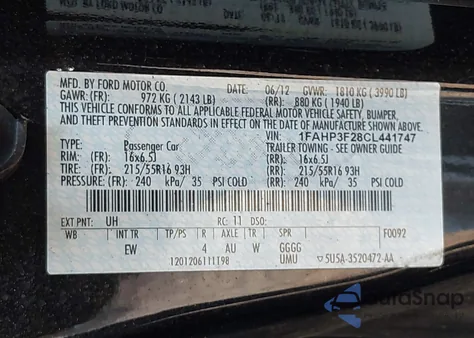 MFD. BY FORD MOTOR CO. DATE: 06/12 GVWR: 1810 KG ( 3990 LB)
GAWR: (FR): 972 KG ( 2143 LB) (RR): 880 KG ( 1940 LB)
THIS VEHICLE CONFORMS TO ALL APPLICABLE FEDERAL MOTOR VEHICLE SAFETY, BUMPER,
AND THEFT PREVENTION STANDARDS IN EFFECT ON THE DATE OF MANUFACTURE SHOWN ABOVE.
VIN: 1FAHP3F28CL441747
TYPE: Passenger Car TRAILER TOWING - SEE OWNER GUIDE
RIM: (FR): 16x6.5J (RR): 16x6.5J
TIRE: (FR): 215/55R16 93H (RR): 215/55R16 93H
PRESSURE: (FR): 240 kPa/ 35 PSI COLD (RR): 240 kPa/ 35 PSI COLD
EXT PNT: UH RC: 11 DSO: F0092
WB INT TR TP/PS R AXLE TR SPR
EW 4 AU W GGGG
1201206111198 UMU 5U5A-3520472-AA
AutoSnap